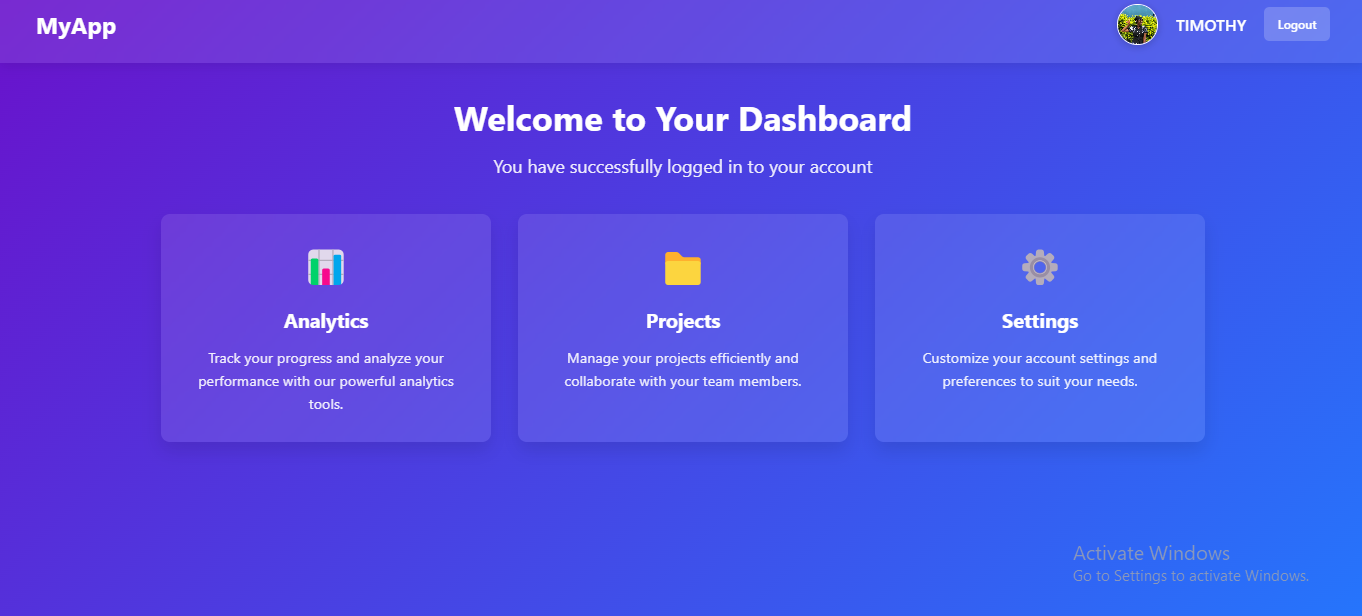 MyApp
TIMOTHY
Logout
Welcome to Your Dashboard
You have successfully logged in to your account
Analytics
Track your progress and analyze your
performance with our powerful analytics
tools.
Projects
Manage your projects efficiently and
collaborate with your team members.
Settings
Customize your account settings and
preferences to suit your needs.
Activate Windows
Go to Settings to activate Windows.